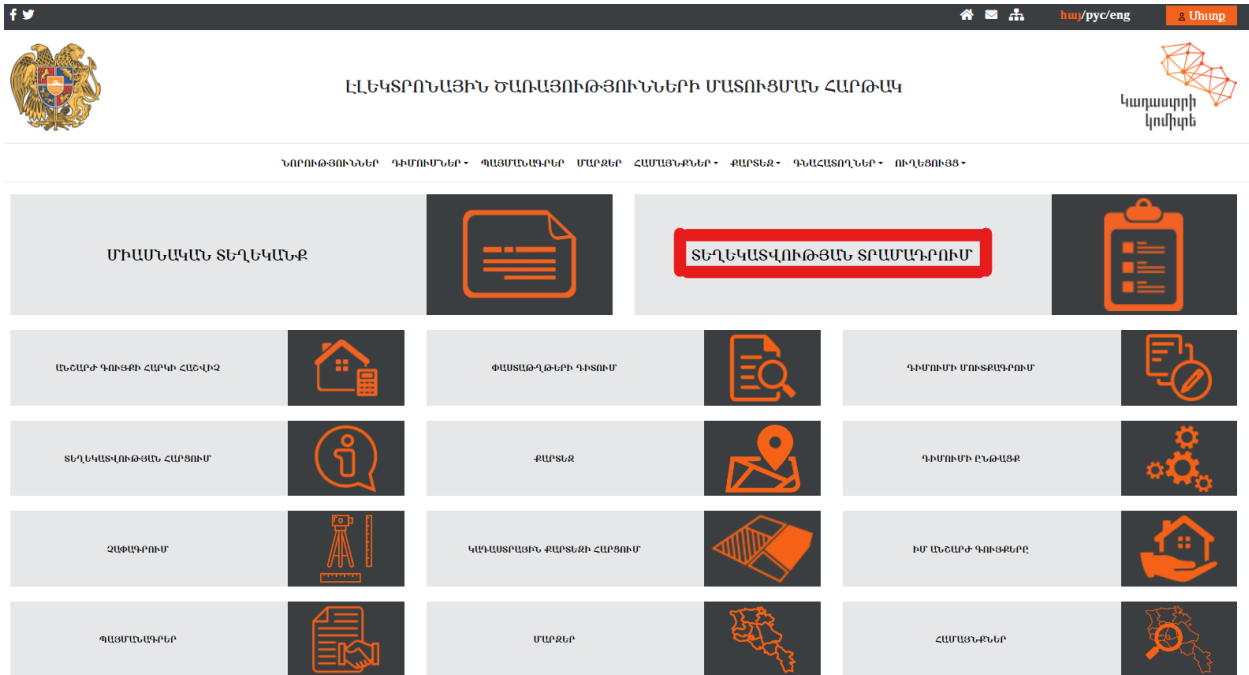 հայ/рус/eng
Մուտք
ԷԼԵԿՏՐՈՆԱՅԻՆ ԾԱՌԱՅՈՒԹՅՈՒՆՆԵՐԻ ՄԱՏՈՒՑՄԱՆ ՀԱՐԹԱԿ
Կադաստրի
կոմիտե
ՆՈՐՈՒԹՅՈՒՆՆԵՐ ԴԻՄՈՒՄՆԵՐ ՊԱՅՄԱՆԱԳՐԵՐ ՄԱՐԶԵՐ ՀԱՄԱՅՆՔՆԵՐ ՔԱՐՏԵԶ ԳՆԱՀԱՏՈՂՆԵՐ ՈՒՂԵՑՈՒՅՑ
ՄԻԱՍՆԱԿԱՆ ՏԵՂԵԿԱՆՔ
ՏԵՂԵԿԱՏՎՈՒԹՅԱՆ ՏՐԱՄԱԴՐՈՒՄ
ԱՆՇԱՐԺ ԳՈՒՅՔԻ ՀԱՐԿԻ ՀԱՇՎԻՉ
ՓԱՍՏԱԹՂԹԵՐԻ ԴԻՏՈՒՄ
ԴԻՄՈՒՄԻ ՄՈՒՏՔԱԳՐՈՒՄ
ՏԵՂԵԿԱՏՎՈՒԹՅԱՆ ՀԱՐՑՈՒՄ
ՔԱՐՏԵԶ
ԴԻՄՈՒՄԻ ԸՆԹԱՑՔ
ՉԱՓԱԳՐՈՒՄ
ԿԱԴԱՍՏՐԱՅԻՆ ՔԱՐՏԵԶԻ ՀԱՐՑՈՒՄ
ԻՄ ԱՆՇԱՐԺ ԳՈՒՅՔԵՐԸ
ՊԱՅՄԱՆԱԳՐԵՐ
ՄԱՐԶԵՐ
ՀԱՄԱՅՆՔՆԵՐ